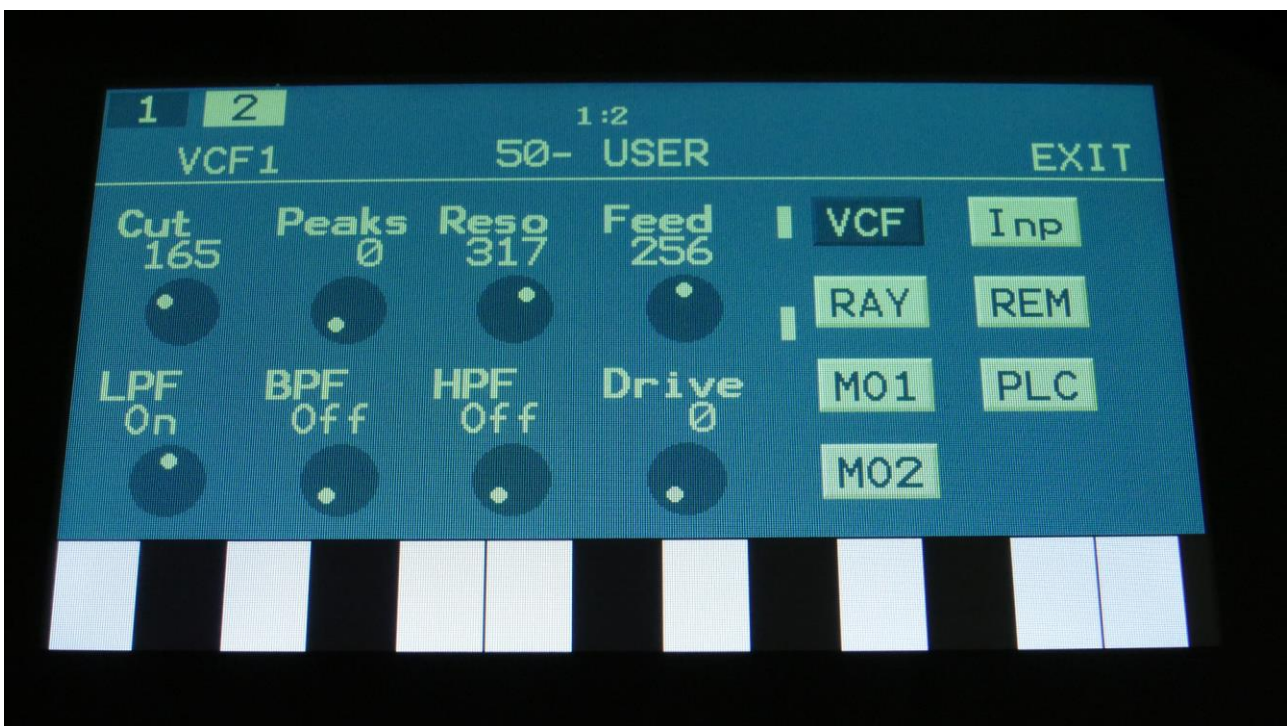 1 2 1:2
VCF1 50- USER EXIT
Cut Peaks Reso Feed VCF Inp
165 0 317 256
RAY REM
LPF BPF HPF Drive MO1 PLC
On Off Off 0
MO2